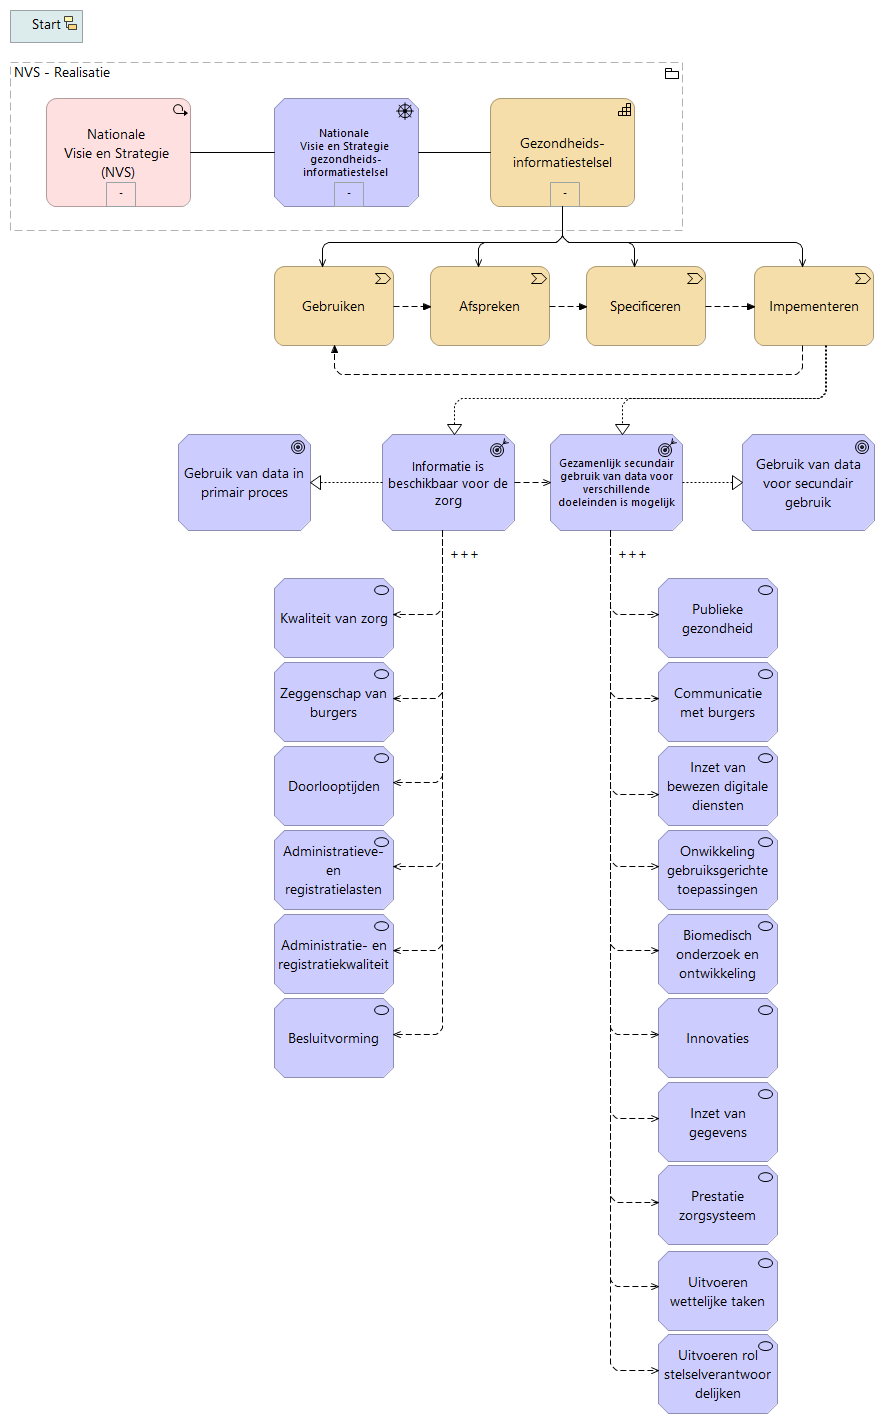 Start
NVS - Realisatie
Nationale
Visie en Strategie
(NVS)
-
Nationale
Visie en Strategie
gezondheids-
informatiestelsel
-
Gezondheids-
informatiestelsel
-
Gebruiken
Afspreken
Specificeren
Impementeren
Gebruik van data in
primair proces
Informatie is
beschikbaar voor de
zorg
Gezamenlijk secundair
gebruik van data voor
verschillende
doeleinden is mogelijk
Gebruik van data
voor secundair
gebruik
+++
+++
Kwaliteit van zorg
Zeggenschap van
burgers
Doorlooptijden
Administratieve-
en
registratielasten
Administratie- en
registratiekwaliteit
Besluitvorming
Publieke
gezondheid
Communicatie
met burgers
Inzet van
bewezen digitale
diensten
Onwikkeling
gebruiksgerichte
toepassingen
Biomedisch
onderzoek en
ontwikkeling
Innovaties
Inzet van
gegevens
Prestatie
zorgsysteem
Uitvoeren
wettelijke taken
Uitvoeren rol
stelselverantwoor
delijken